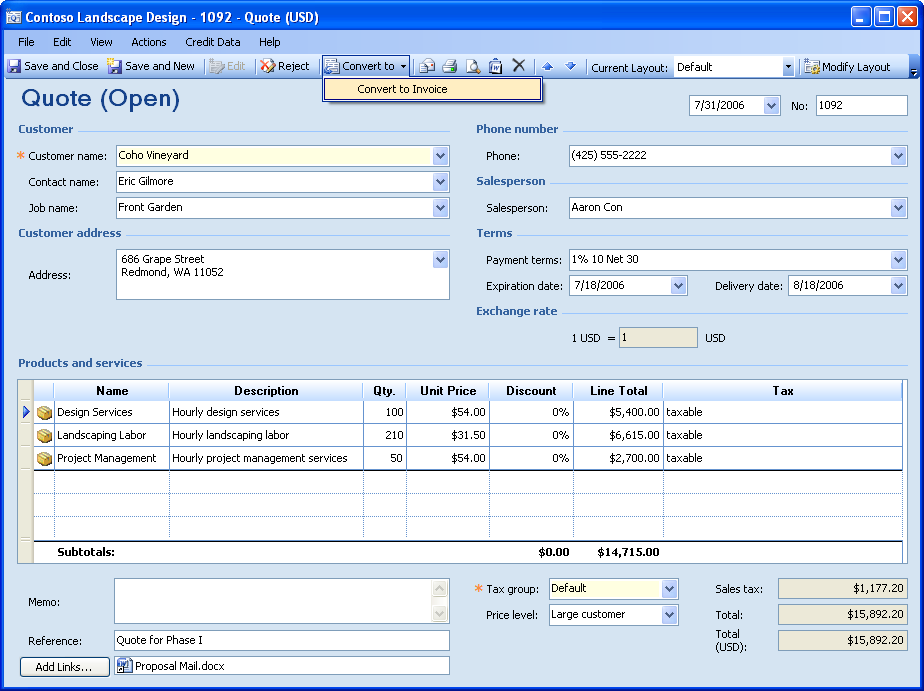 Contoso Landscape Design - 1092 - Quote (USD)
File Edit View Actions Credit Data Help
Save and Close Save and New Edit Reject Convert to Current Layout: Default Modify Layout
Convert to Invoice
Quote (Open)
7/31/2006 No: 1092
Customer
Phone number
* Customer name: Coho Vineyard
Phone: (425) 555-2222
Contact name: Eric Gilmore
Salesperson
Job name: Front Garden
Salesperson: Aaron Con
Customer address
Terms
Address: 686 Grape Street
Redmond, WA 11052
Payment terms: 1% 10 Net 30
Expiration date: 7/18/2006 Delivery date: 8/18/2006
Exchange rate
1 USD = 1 USD
Products and services
Name Description Qty. Unit Price Discount Line Total Tax
Design Services Hourly design services 100 $54.00 0% $5,400.00 taxable
Landscaping Labor Hourly landscaping labor 210 $31.50 0% $6,615.00 taxable
Project Management Hourly project management services 50 $54.00 0% $2,700.00 taxable
Subtotals: $0.00 $14,715.00
Memo:
* Tax group: Default
Sales tax: $1,177.20
Price level: Large customer
Total: $15,892.20
Reference: Quote for Phase I
Total
(USD): $15,892.20
Add Links... Proposal Mail.docx